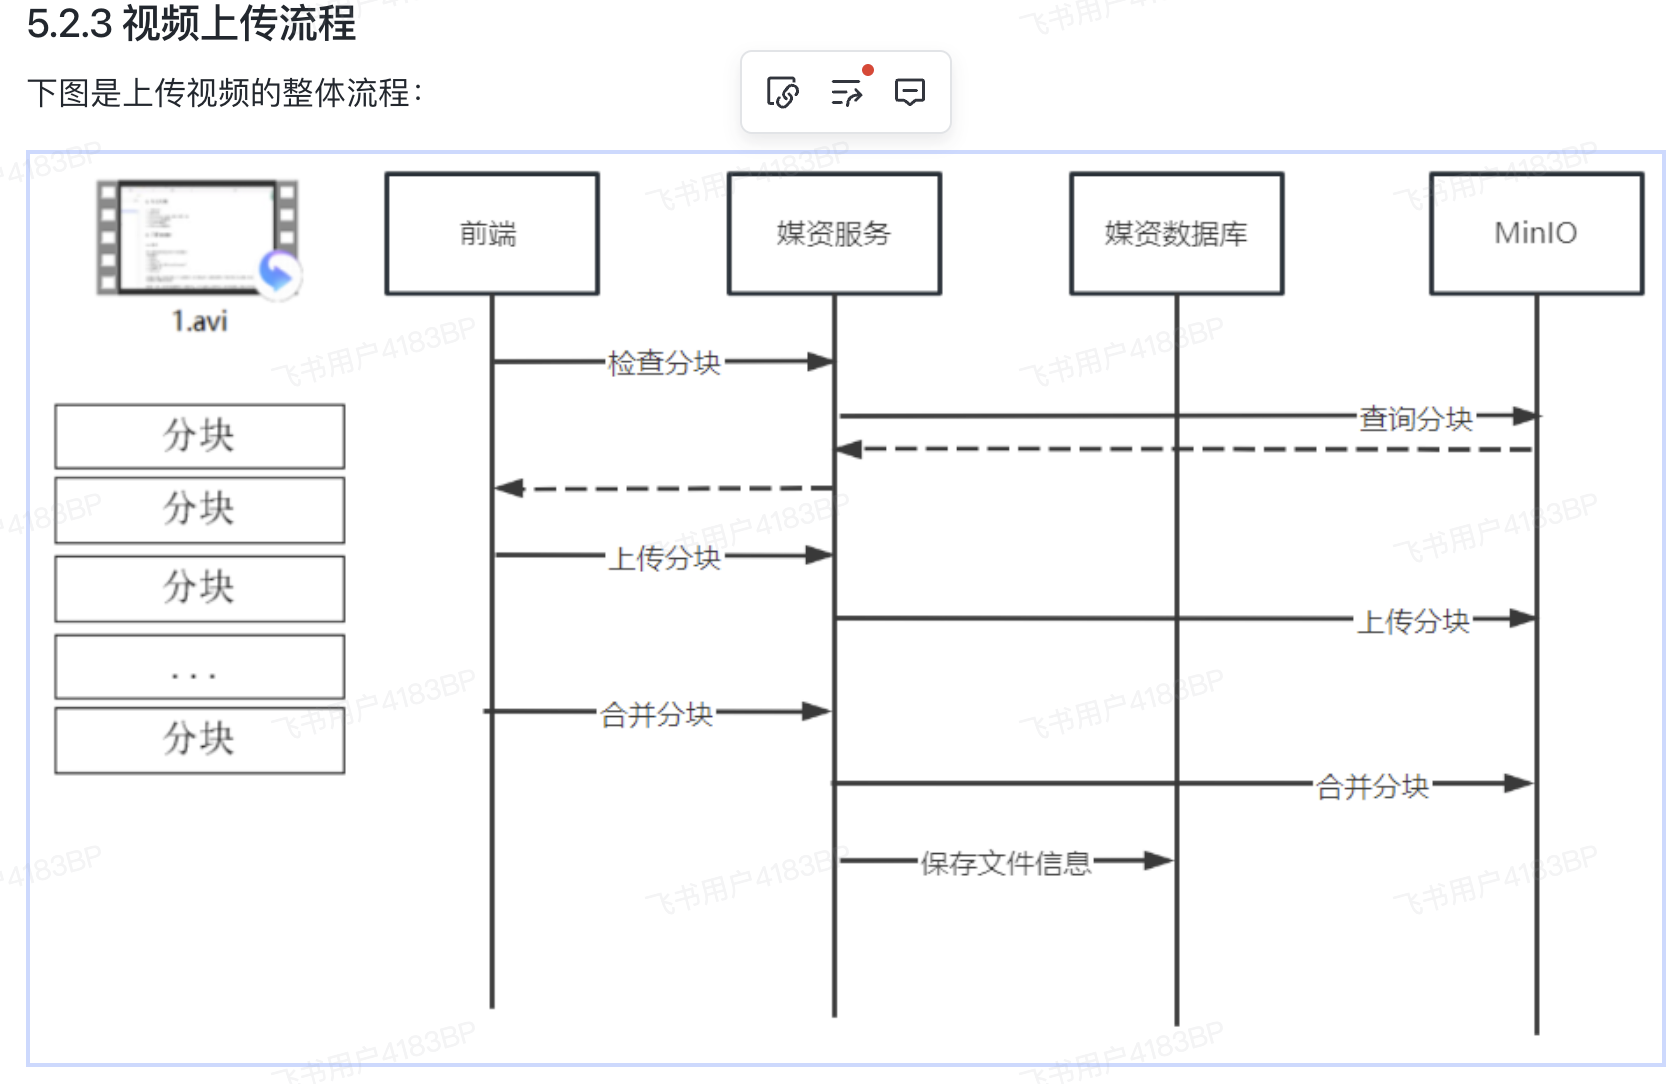 5.2.3 视频上传流程
下图是上传视频的整体流程：
1.avi
前端
媒资服务
媒资数据库
MinIO
检查分块
查询分块
上传分块
上传分块
合并分块
合并分块
保存文件信息
分块
分块
分块
...
分块
飞书用户4183BP